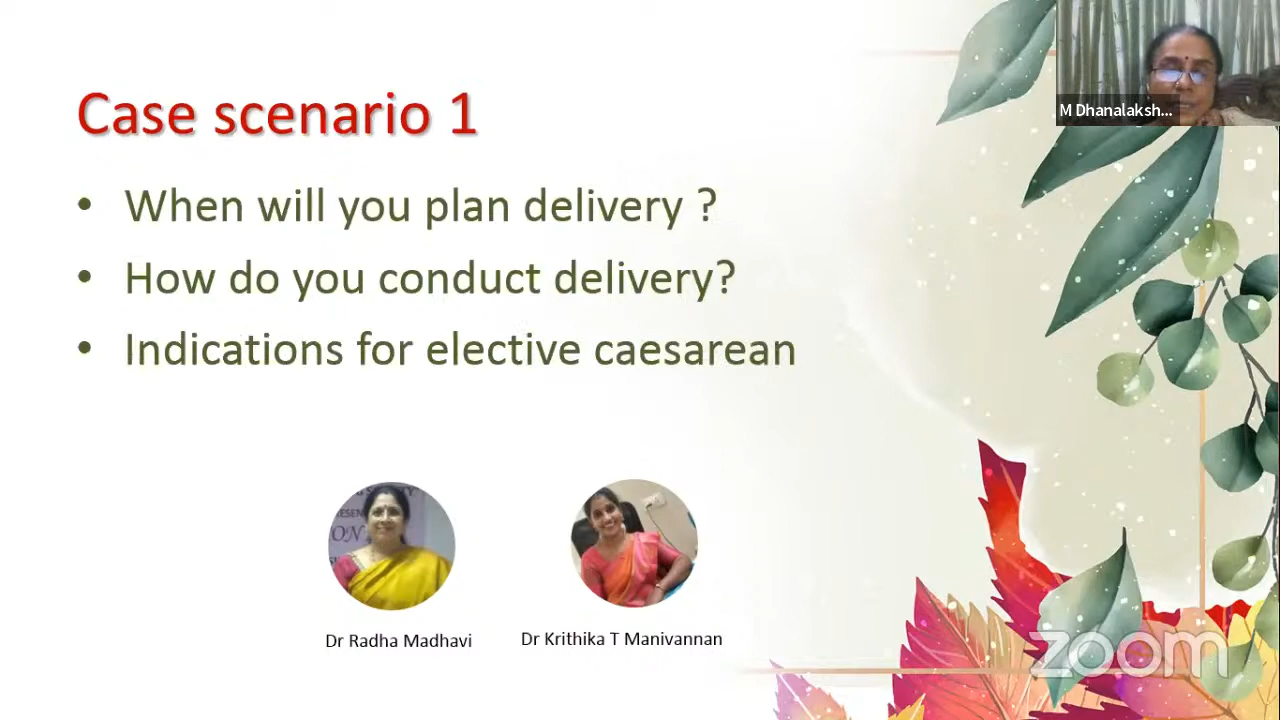 M Dhanalaksh...
Case scenario 1
• When will you plan delivery ?
• How do you conduct delivery?
• Indications for elective caesarean
Dr Radha Madhavi
Dr Krithika T Manivannan
zoom